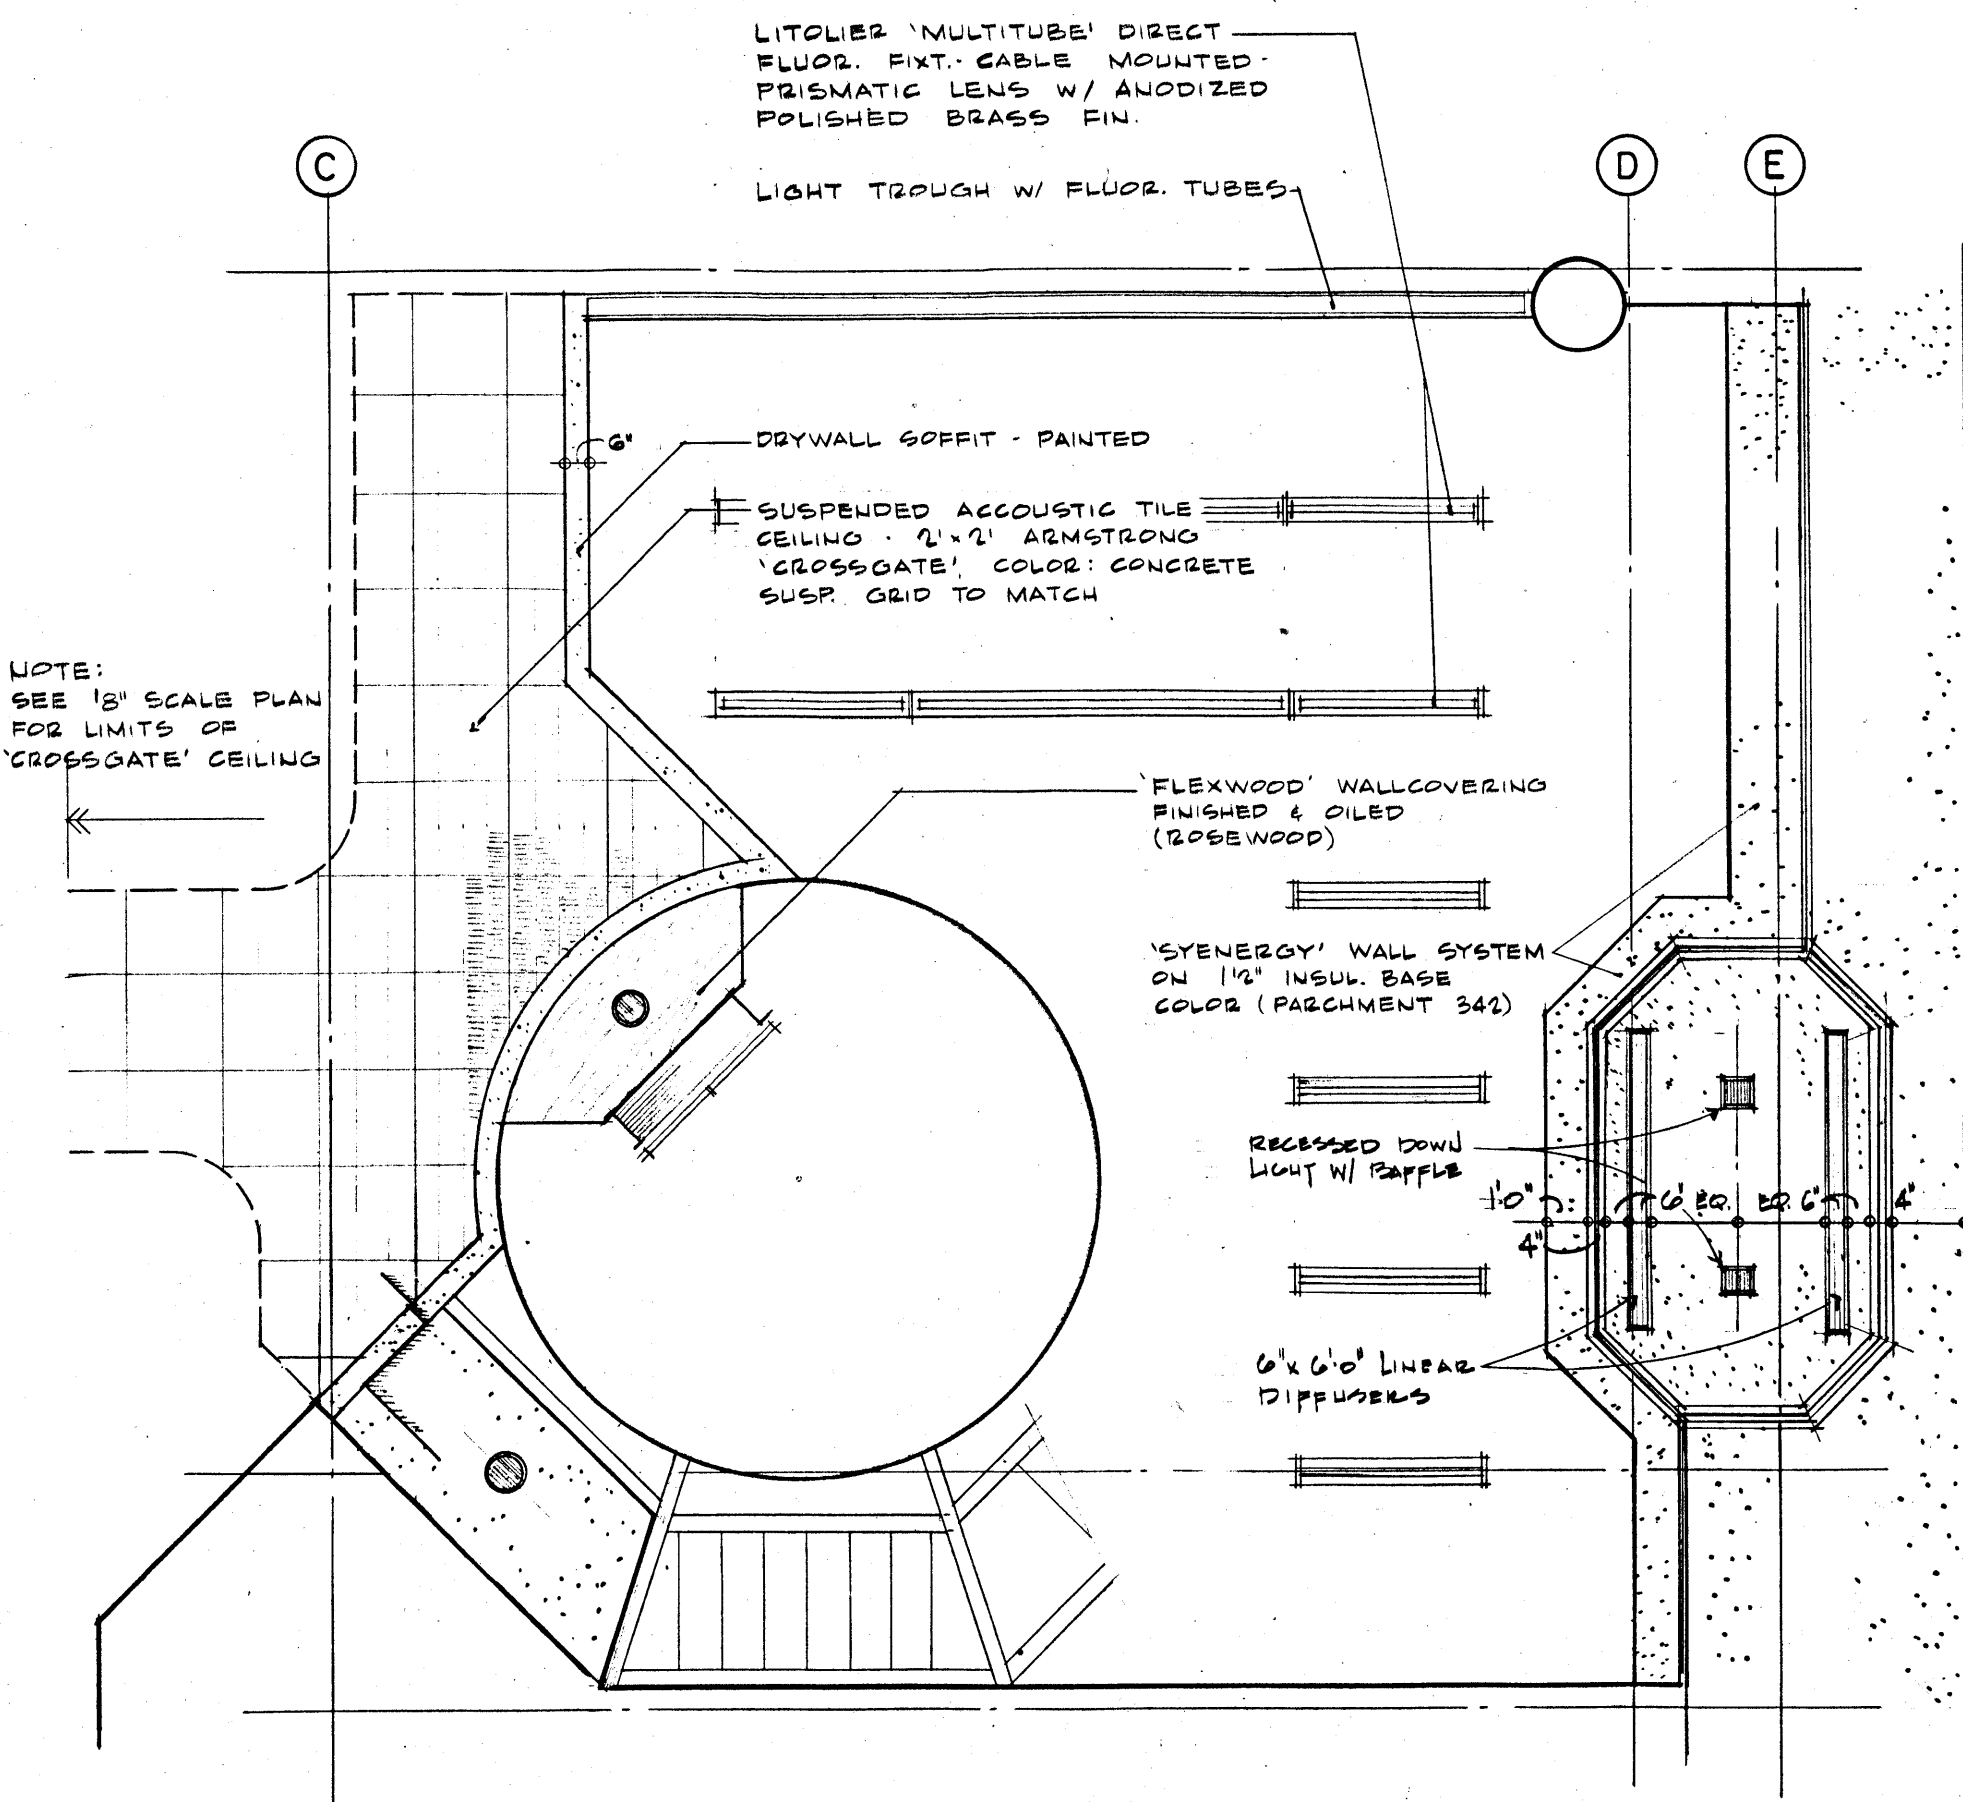 LITOLIER 'MULTITUBE' DIRECT
FLUOR. FIXT.- CABLE MOUNTED -
PRISMATIC LENS W/ ANODIZED
POLISHED BRASS FIN.
C
D
E
LIGHT TROUGH W/ FLUOR. TUBES
6"
DRYWALL SOFFIT - PAINTED
SUSPENDED ACCOUSTIC TILE
CEILING - 2'x2' ARMSTRONG
'CROSSGATE', COLOR: CONCRETE
SUSP. GRID TO MATCH
NOTE:
SEE 1/8" SCALE PLAN
FOR LIMITS OF
'CROSSGATE' CEILING
'FLEXWOOD' WALLCOVERING
FINISHED & OILED
(ROSEWOOD)
'SYENERGY' WALL SYSTEM
ON 1 1/2" INSUL. BASE
COLOR (PARCHMENT 342)
RECESSED DOWN
LIGHT W/ BAFFLE
1'0" 6" EQ. EQ. 6" 4"
4"
6"x 6'0" LINEAR
DIFFUSERS